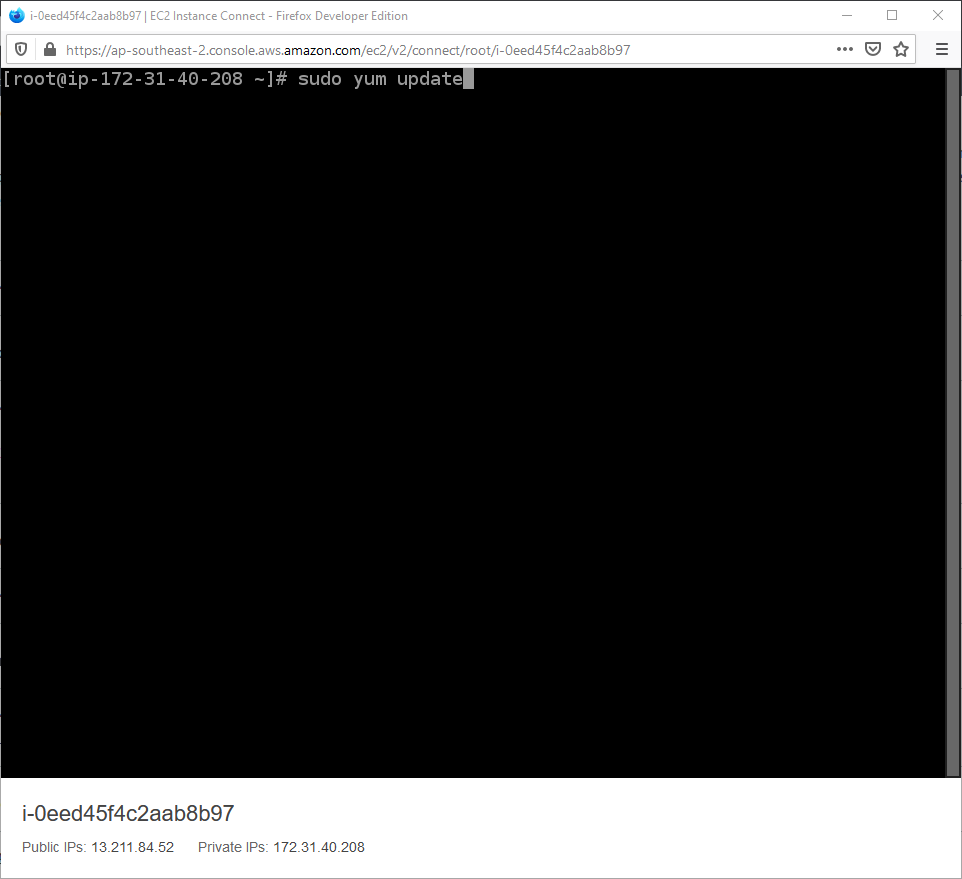 i-0eed45f4c2aab8b97 | EC2 Instance Connect - Firefox Developer Edition
https://ap-southeast-2.console.aws.amazon.com/ec2/v2/connect/root/i-0eed45f4c2aab8b97
[root@ip-172-31-40-208 ~]# sudo yum update
i-0eed45f4c2aab8b97
Public IPs: 13.211.84.52 Private IPs: 172.31.40.208